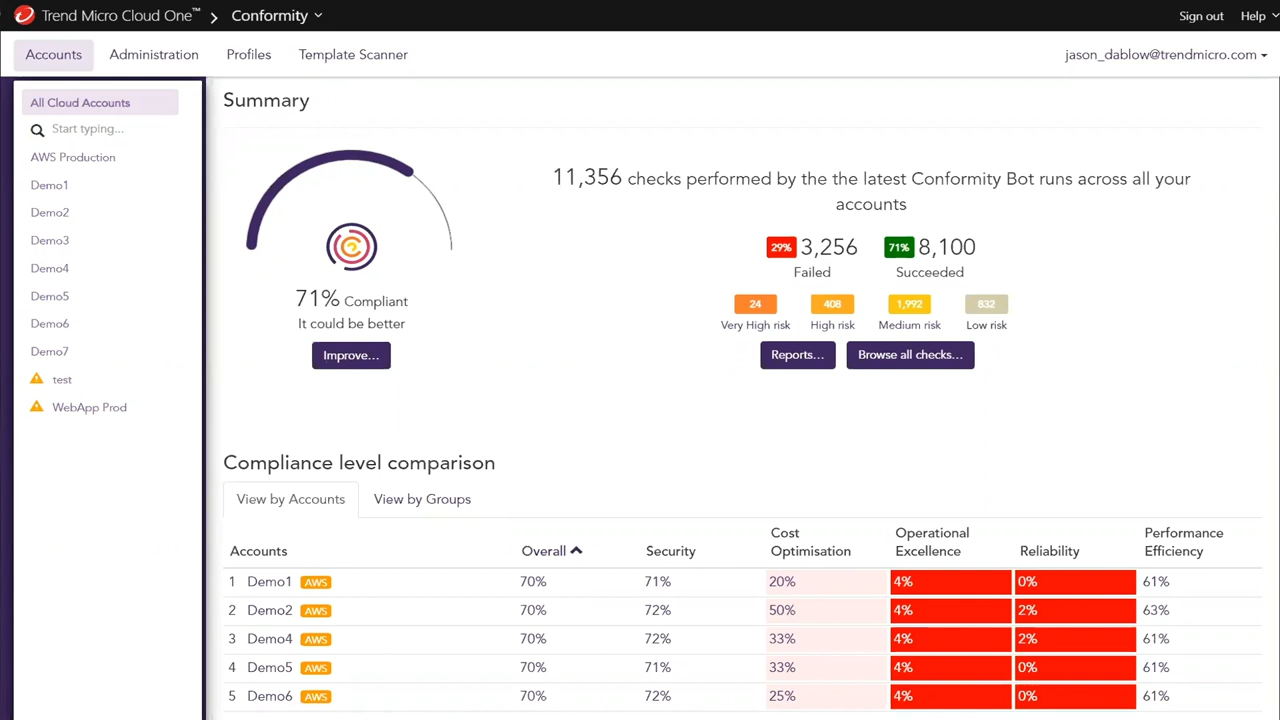 Trend Micro Cloud One™ > Conformity
Sign out Help
Accounts Administration Profiles Template Scanner
jason_dablow@trendmicro.com
All Cloud Accounts
Start typing...
AWS Production
Demo1
Demo2
Demo3
Demo4
Demo5
Demo6
Demo7
test
WebApp Prod
Summary
71% Compliant
It could be better
Improve...
11,356 checks performed by the the latest Conformity Bot runs across all your
accounts
29% 3,256 71% 8,100
Failed Succeeded
24 408 1,992 832
Very High risk High risk Medium risk Low risk
Reports... Browse all checks...
Compliance level comparison
View by Accounts View by Groups
Cost Operational Performance
Accounts Overall Security Optimisation Excellence Reliability Efficiency
1 Demo1 AWS 70% 71% 20% 4% 0% 61%
2 Demo2 AWS 70% 72% 50% 4% 2% 63%
3 Demo4 AWS 70% 72% 33% 4% 2% 61%
4 Demo5 AWS 70% 71% 33% 4% 0% 61%
5 Demo6 AWS 70% 72% 25% 4% 0% 61%